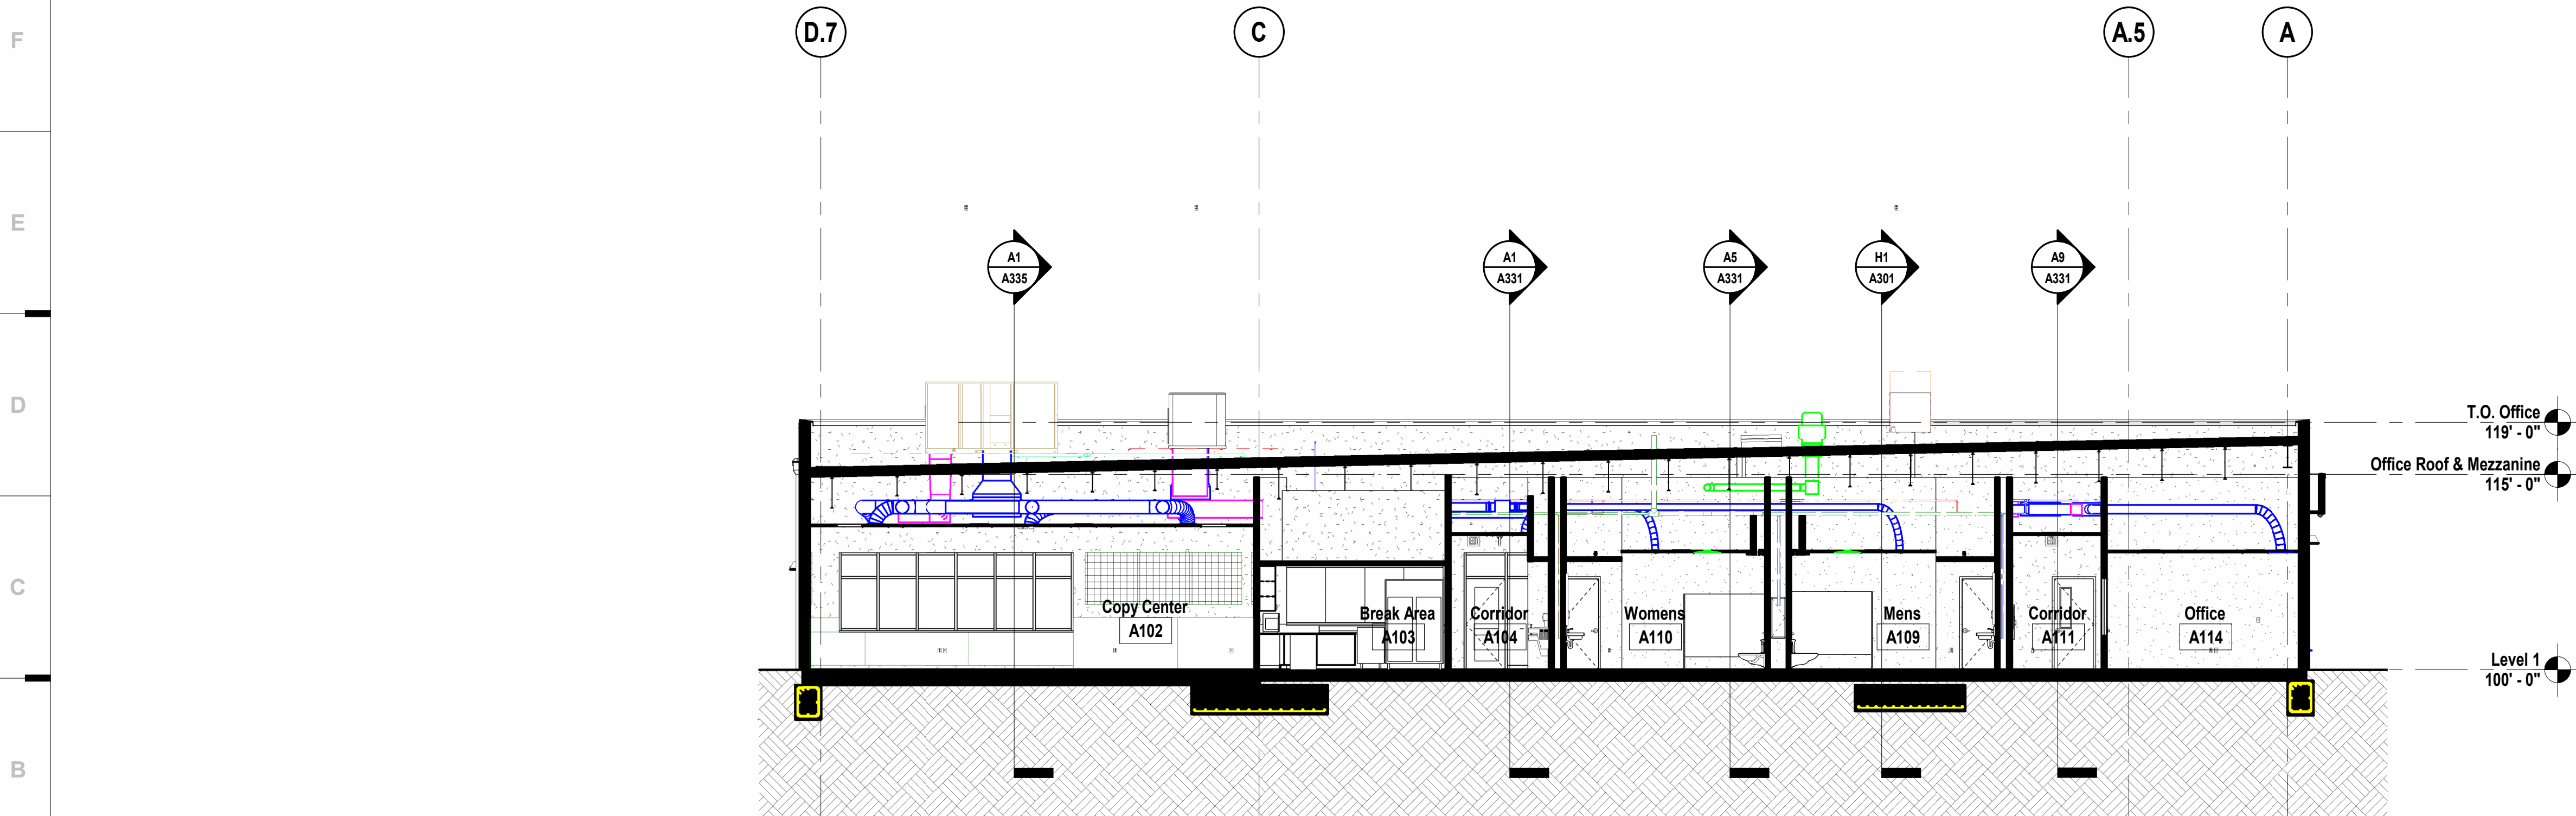 F
E
D
C
B
D.7
C
A.5
A
A1
A335
A1
A331
A5
A331
H1
A301
A9
A331
T.O. Office
119' - 0"
Office Roof & Mezzanine
115' - 0"
Level 1
100' - 0"
Copy Center
A102
Break Area
A103
Corridor
A104
Womens
A110
Mens
A109
Corridor
A111
Office
A114